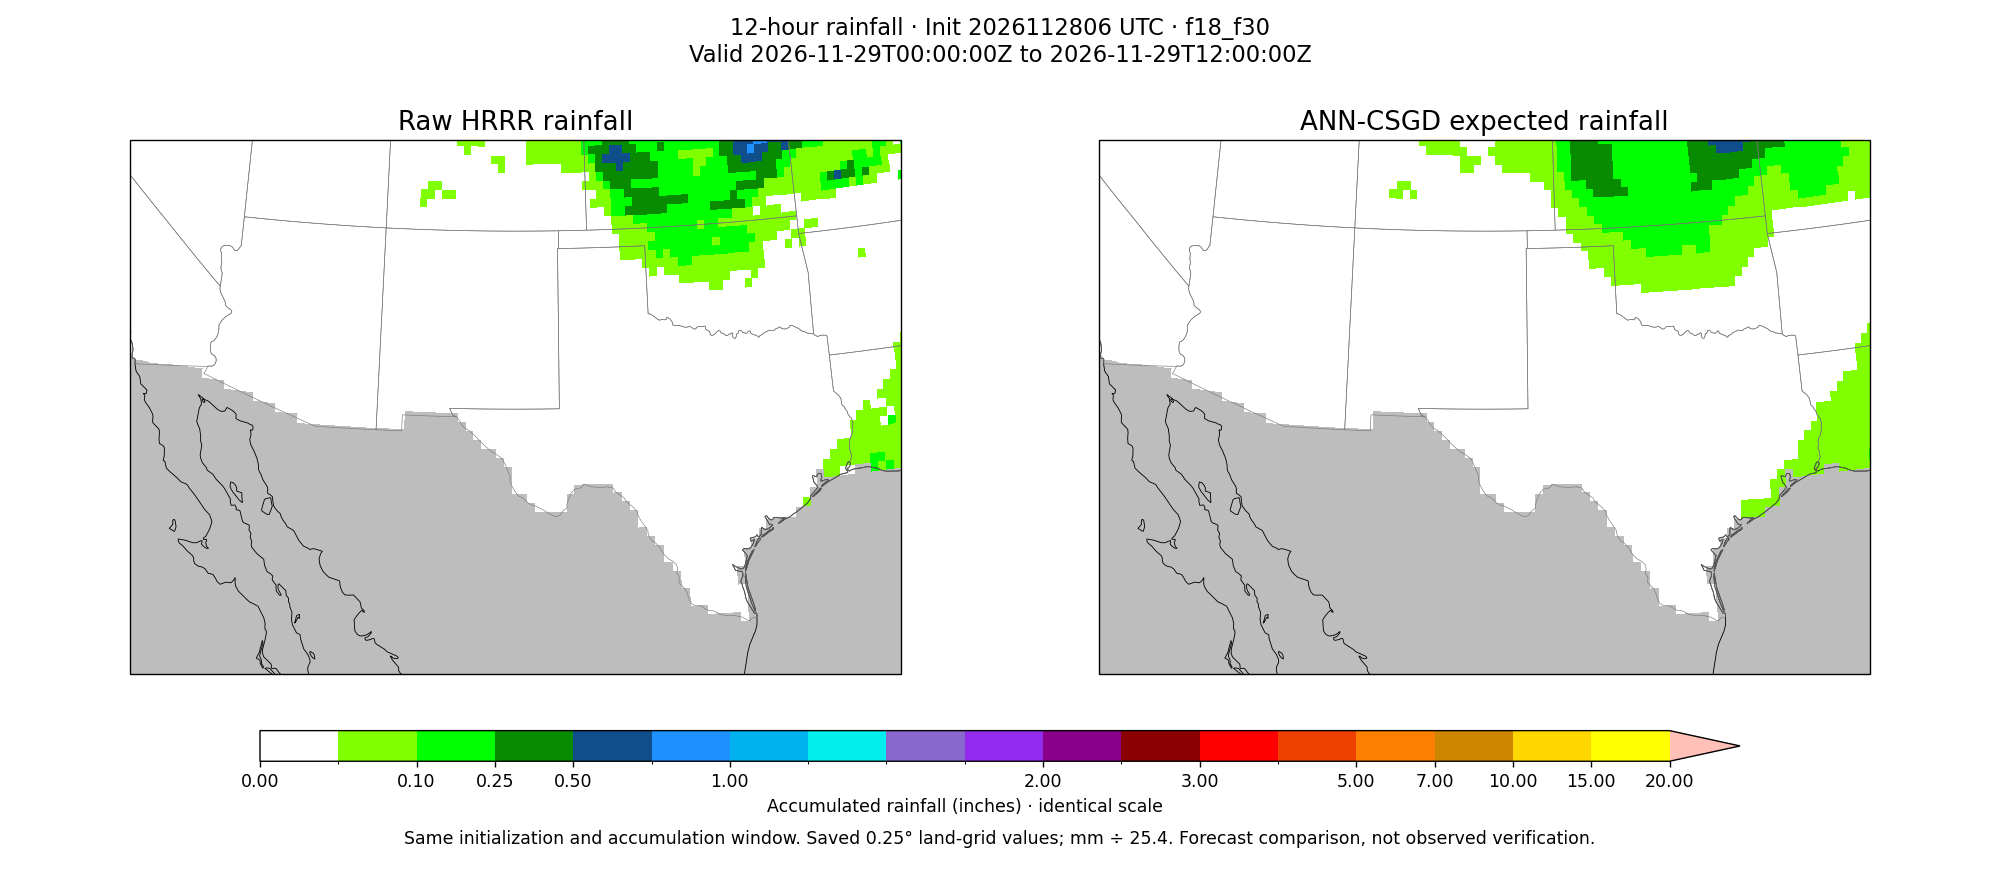 12-hour rainfall · Init 2026112806 UTC · f18_f30
Valid 2026-11-29T00:00:00Z to 2026-11-29T12:00:00Z
Raw HRRR rainfall
ANN-CSGD expected rainfall
0.00 0.10 0.25 0.50 1.00 2.00 3.00 5.00 7.00 10.00 15.00 20.00
Accumulated rainfall (inches) · identical scale
Same initialization and accumulation window. Saved 0.25° land-grid values; mm ÷ 25.4. Forecast comparison, not observed verification.